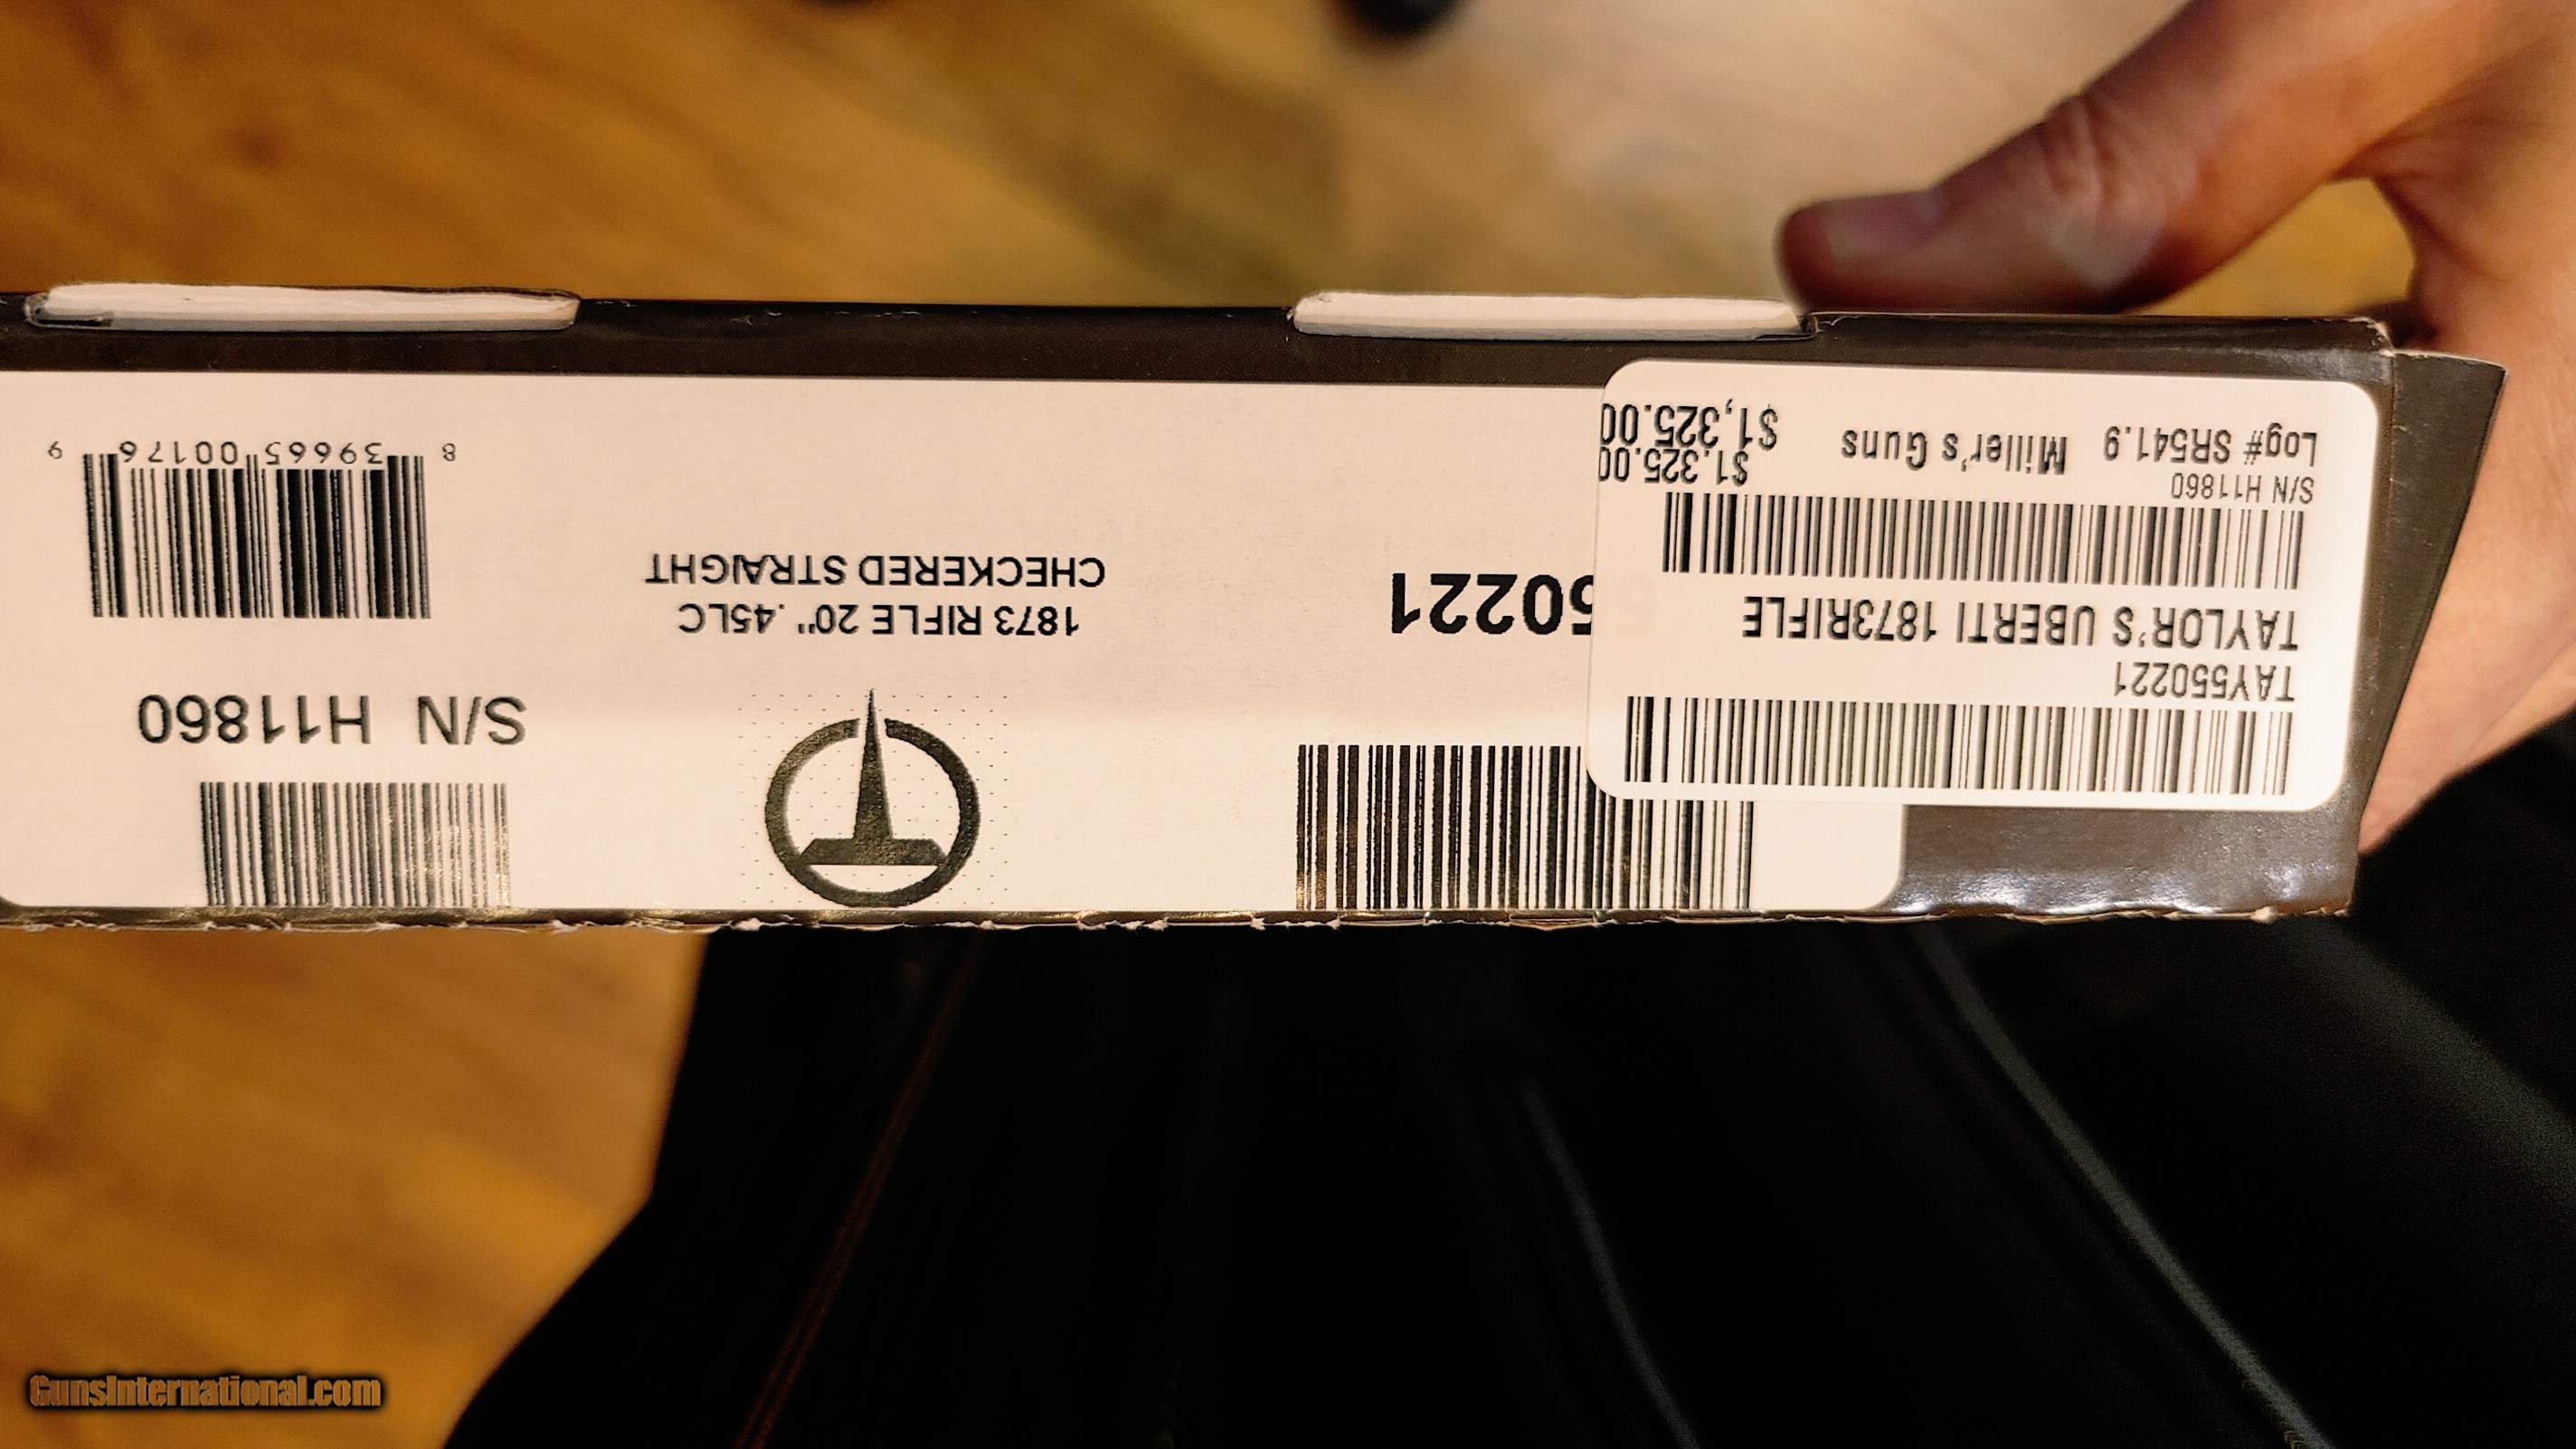 Log# SR541.9 Miller's Guns $1,325.00
S/N H11860 $1,325.00
TAYLOR'S UBERTI 1873RIFLE
TAY550221
50221
1873 RIFLE 20" .45LC
CHECKERED STRAIGHT
S/N H11860
8 39665 00176 9
GunsInternational.com